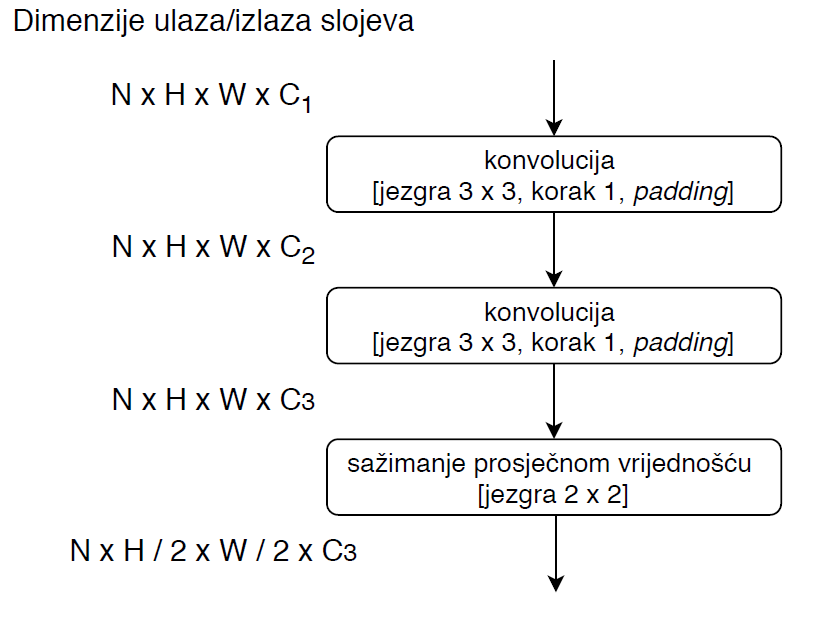 Dimenzije ulaza/izlaza slojeva
N x H x W x C₁
konvolucija
[jezgra 3 x 3, korak 1, padding]
N x H x W x C₂
konvolucija
[jezgra 3 x 3, korak 1, padding]
N x H x W x C3
sažimanje prosječnom vrijednošću
[jezgra 2 x 2]
N x H / 2 x W / 2 x C3